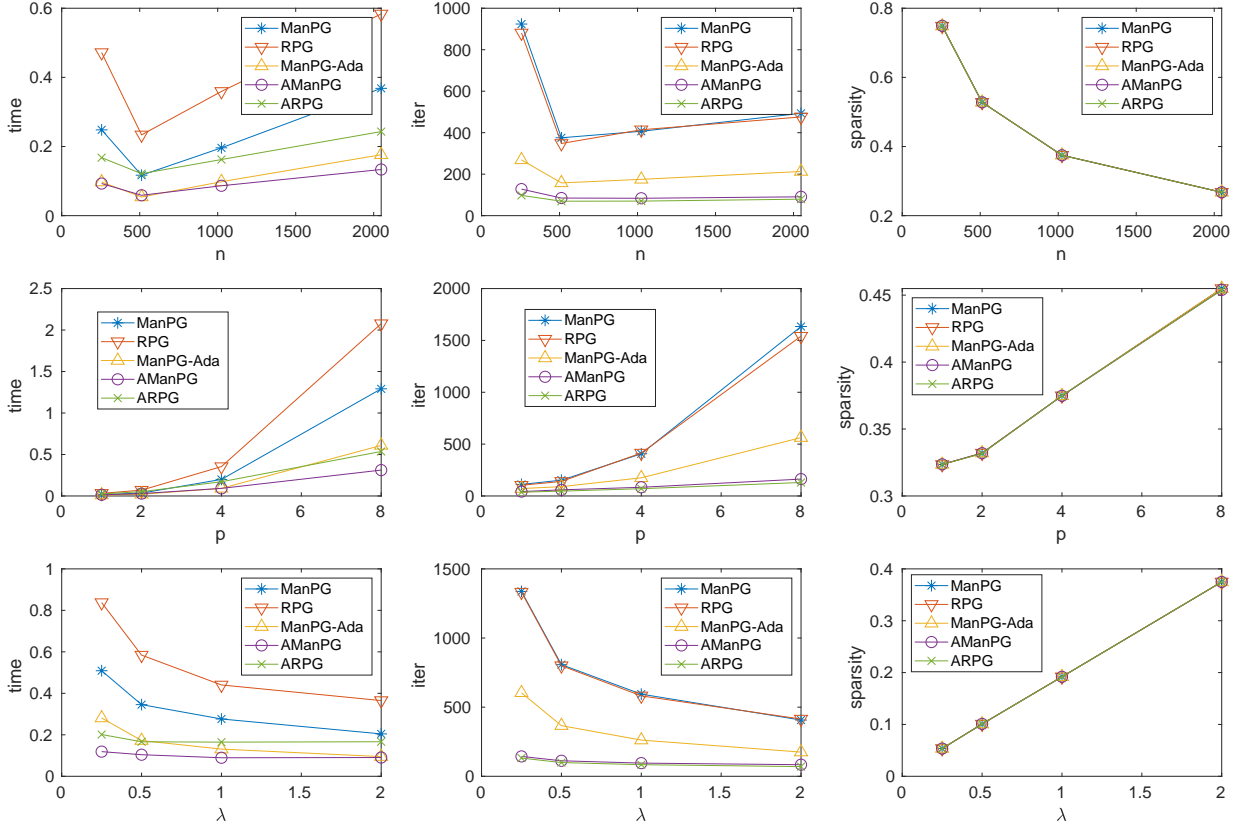 0.6
0.4
0.2
0
time
0
500
1000
1500
2000
n
ManPG
RPG
ManPG-Ada
AManPG
ARPG
1000
800
600
400
200
0
iter
0
500
1000
1500
2000
n
ManPG
RPG
ManPG-Ada
AManPG
ARPG
0.8
0.6
0.4
0.2
sparsity
0
500
1000
1500
2000
n
ManPG
RPG
ManPG-Ada
AManPG
ARPG
2.5
2
1.5
1
0.5
0
time
0
2
4
6
8
p
ManPG
RPG
ManPG-Ada
AManPG
ARPG
2000
1500
1000
500
0
iter
0
2
4
6
8
p
ManPG
RPG
ManPG-Ada
AManPG
ARPG
0.45
0.4
0.35
0.3
sparsity
0
2
4
6
8
p
ManPG
RPG
ManPG-Ada
AManPG
ARPG
1
0.8
0.6
0.4
0.2
0
time
0
0.5
1
1.5
2
λ
ManPG
RPG
ManPG-Ada
AManPG
ARPG
1500
1000
500
0
iter
0
0.5
1
1.5
2
λ
ManPG
RPG
ManPG-Ada
AManPG
ARPG
0.4
0.3
0.2
0.1
0
sparsity
0
0.5
1
1.5
2
λ
ManPG
RPG
ManPG-Ada
AManPG
ARPG